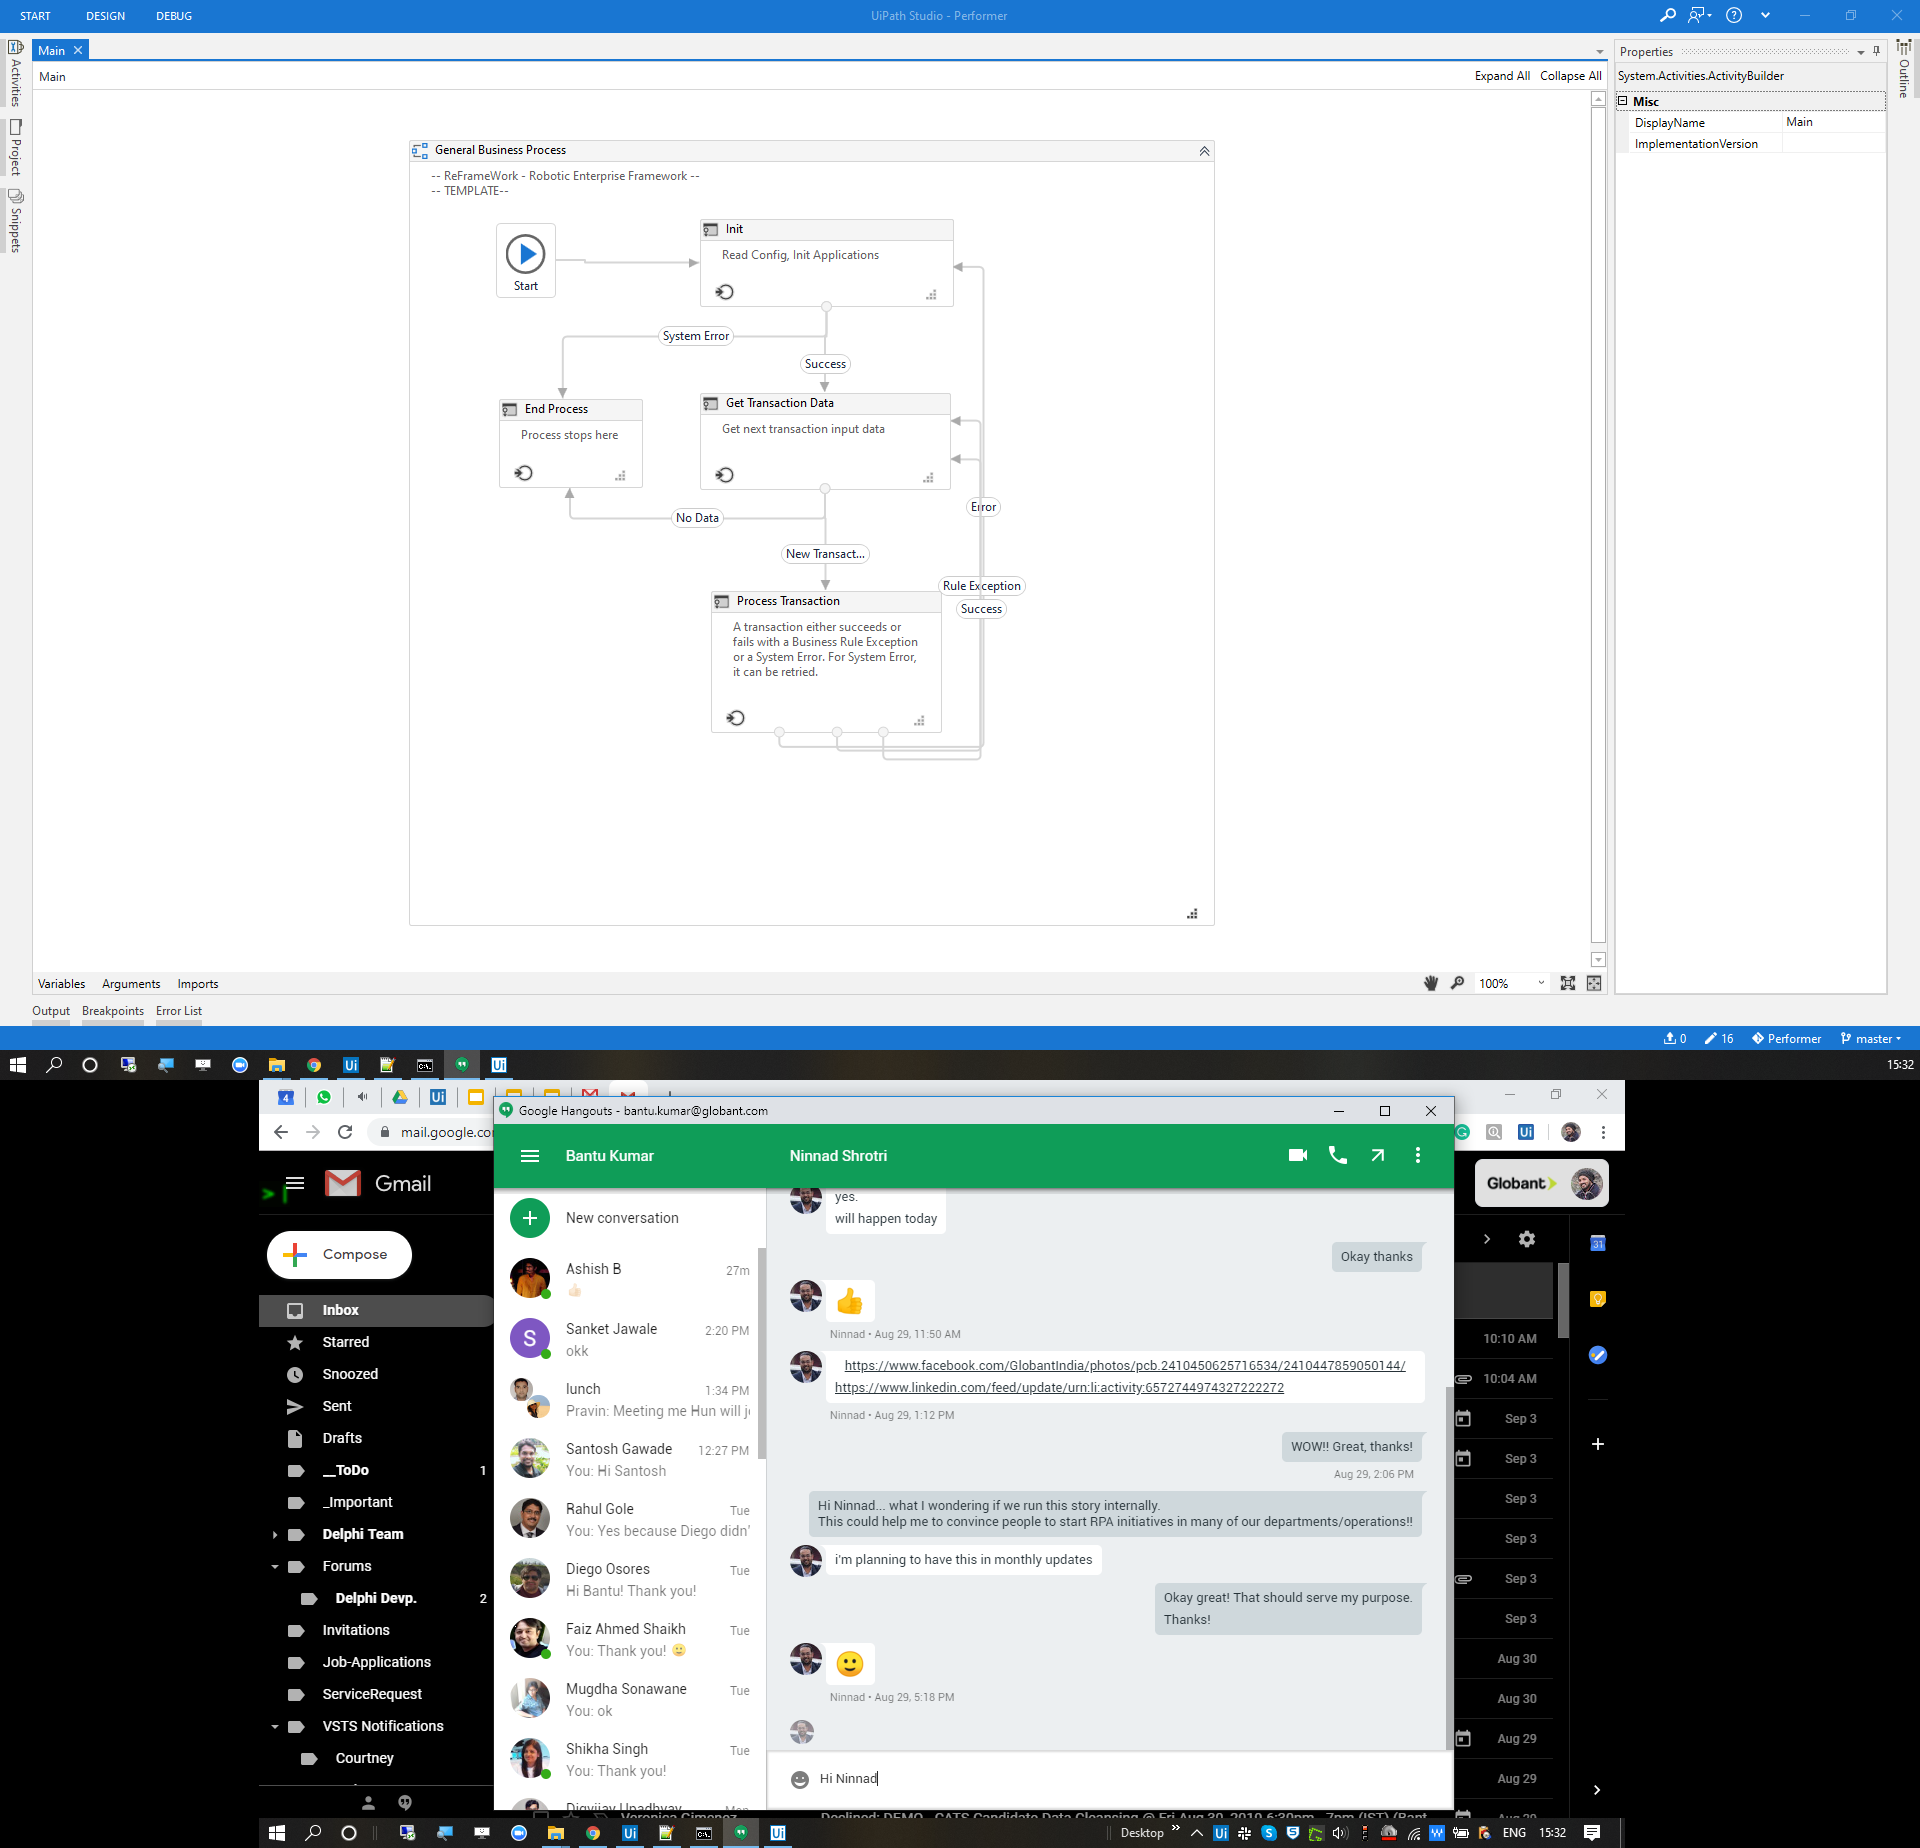 START DESIGN DEBUG
UiPath Studio - Performer
Activities
Project
Snippets
Main
Main
Expand All Collapse All
General Business Process
-- ReFrameWork - Robotic Enterprise Framework --
-- TEMPLATE--
Start
Init
Read Config, Init Applications
System Error
Success
End Process
Process stops here
Get Transaction Data
Get next transaction input data
No Data
Error
New Transact...
Rule Exception
Success
Process Transaction
A transaction either succeeds or
fails with a Business Rule Exception
or a System Error. For System Error,
it can be retried.
Properties
System.Activities.ActivityBuilder
Misc
DisplayName Main
ImplementationVersion
Outline
Variables Arguments Imports
100%
Output Breakpoints Error List
0 16 Performer master
15:32
mail.google.co
Gmail
Compose
Inbox
Starred
Snoozed
Sent
Drafts
__ToDo 1
_Important
Delphi Team
Forums
Delphi Devp. 2
Invitations
Job-Applications
ServiceRequest
VSTS Notifications
Courtney
Google Hangouts - bantu.kumar@globant.com
Bantu Kumar
Ninnad Shrotri
New conversation
Ashish B 27m
Sanket Jawale 2:20 PM
okk
lunch 1:34 PM
Pravin: Meeting me Hun will j
Santosh Gawade 12:27 PM
You: Hi Santosh
Rahul Gole Tue
You: Yes because Diego didn'
Diego Osores Tue
Hi Bantu! Thank you!
Faiz Ahmed Shaikh Tue
You: Thank you! 🙂
Mugdha Sonawane Tue
You: ok
Shikha Singh Tue
You: Thank you!
Digvijay Upadhyay Mon
yes.
will happen today
Okay thanks
Ninnad • Aug 29, 11:50 AM
https://www.facebook.com/GlobantIndia/photos/pcb.2410450625716534/2410447859050144/
https://www.linkedin.com/feed/update/urn:li:activity:6572744974327222272
Ninnad • Aug 29, 1:12 PM
WOW!! Great, thanks!
Aug 29, 2:06 PM
Hi Ninnad... what I wondering if we run this story internally.
This could help me to convince people to start RPA initiatives in many of our departments/operations!!
i'm planning to have this in monthly updates
Okay great! That should serve my purpose.
Thanks!
Ninnad • Aug 29, 5:18 PM
Hi Ninnad
Globant
10:10 AM
10:04 AM
Sep 3
Sep 3
Sep 3
Sep 3
Sep 3
Sep 3
Aug 30
Aug 30
Aug 29
Aug 29
Veronica Gimenez
Declined: DEMO - CATS Candidate Data Cleansing @ Fri Aug 30, 2019 6:30pm - 7pm (IST) (Bant
Desktop
ENG 15:32